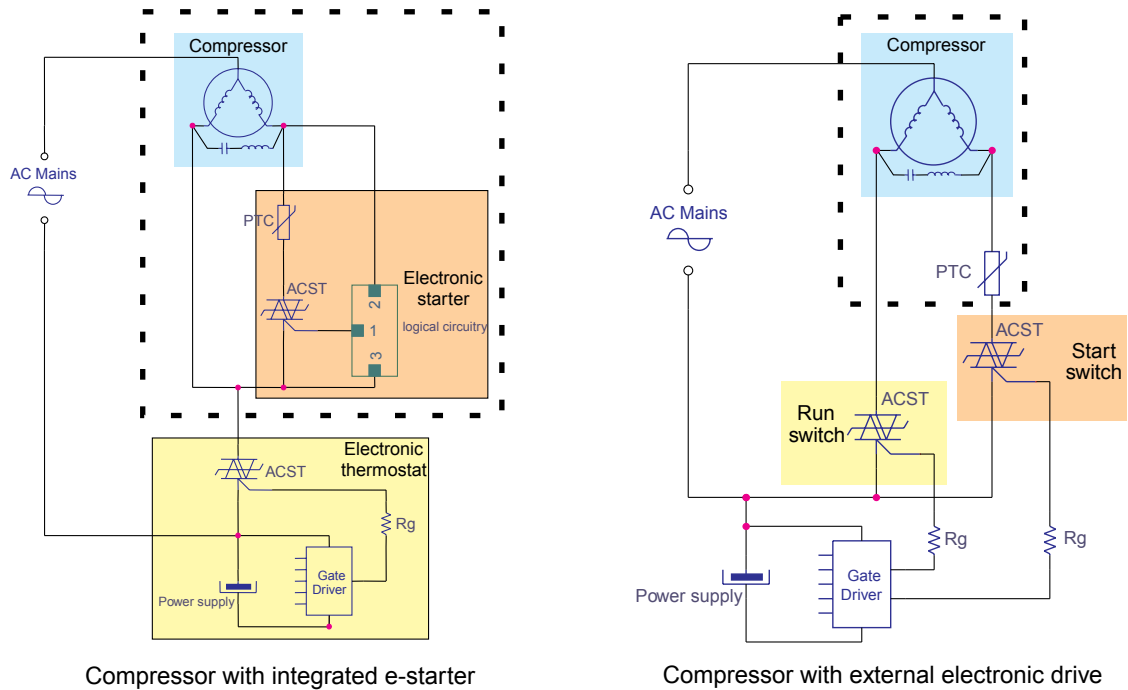 Compressor
AC Mains
PTC
ACST
Electronic
starter
logical circuitry
2
1
3
Electronic
thermostat
ACST
Rg
Gate
Driver
Power supply
Compressor with integrated e-starter
Compressor
AC Mains
PTC
ACST
Start
switch
ACST
Run
switch
Rg
Rg
Gate
Driver
Power supply
Compressor with external electronic drive